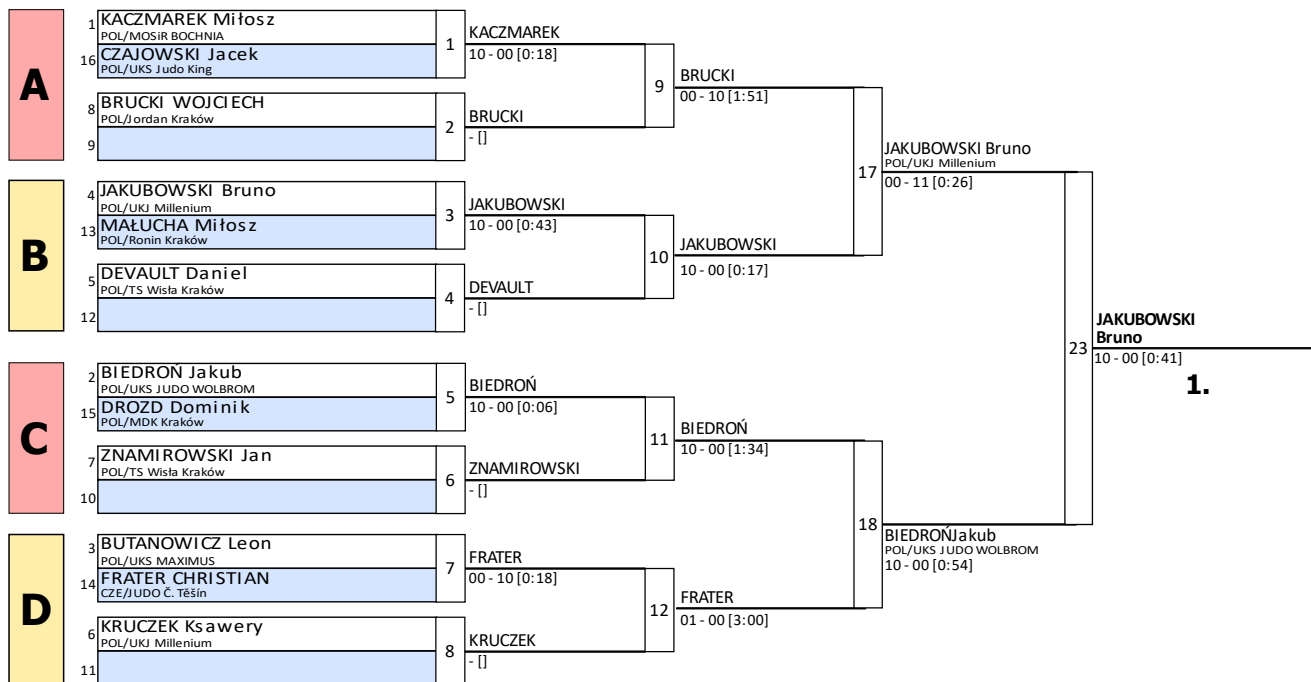 A
1 KACZMAREK Miłosz
POL/MOSiR BOCHNIA
16 CZAJOWSKI Jacek
POL/UKS Judo King
1
KACZMAREK
10 - 00 [0:18]
8 BRUCKI WOJCIECH
POL/Jordan Kraków
9
2
BRUCKI
- []
9
BRUCKI
00 - 10 [1:51]
B
4 JAKUBOWSKI Bruno
POL/UKJ Millenium
13 MAŁUCHA Miłosz
POL/Ronin Kraków
3
JAKUBOWSKI
10 - 00 [0:43]
5 DEVAULT Daniel
POL/TS Wisła Kraków
12
4
DEVAULT
- []
10
JAKUBOWSKI
10 - 00 [0:17]
17
JAKUBOWSKI Bruno
POL/UKJ Millenium
00 - 11 [0:26]
C
2 BIEDROŃ Jakub
POL/UKS JUDO WOLBROM
15 DROZD Dominik
POL/MDK Kraków
5
BIEDROŃ
10 - 00 [0:06]
7 ZNAMIROWSKI Jan
POL/TS Wisła Kraków
10
6
ZNAMIROWSKI
- []
11
BIEDROŃ
10 - 00 [1:34]
D
3 BUTANOWICZ Leon
POL/UKS MAXIMUS
14 FRATER CHRISTIAN
CZE/JUDO Č. Těšín
7
FRATER
00 - 10 [0:18]
6 KRUCZEK Ksawery
POL/UKJ Millenium
11
8
KRUCZEK
- []
12
FRATER
01 - 00 [3:00]
18
BIEDROŃJakub
POL/UKS JUDO WOLBROM
10 - 00 [0:54]
23
JAKUBOWSKI
Bruno
10 - 00 [0:41]
1.